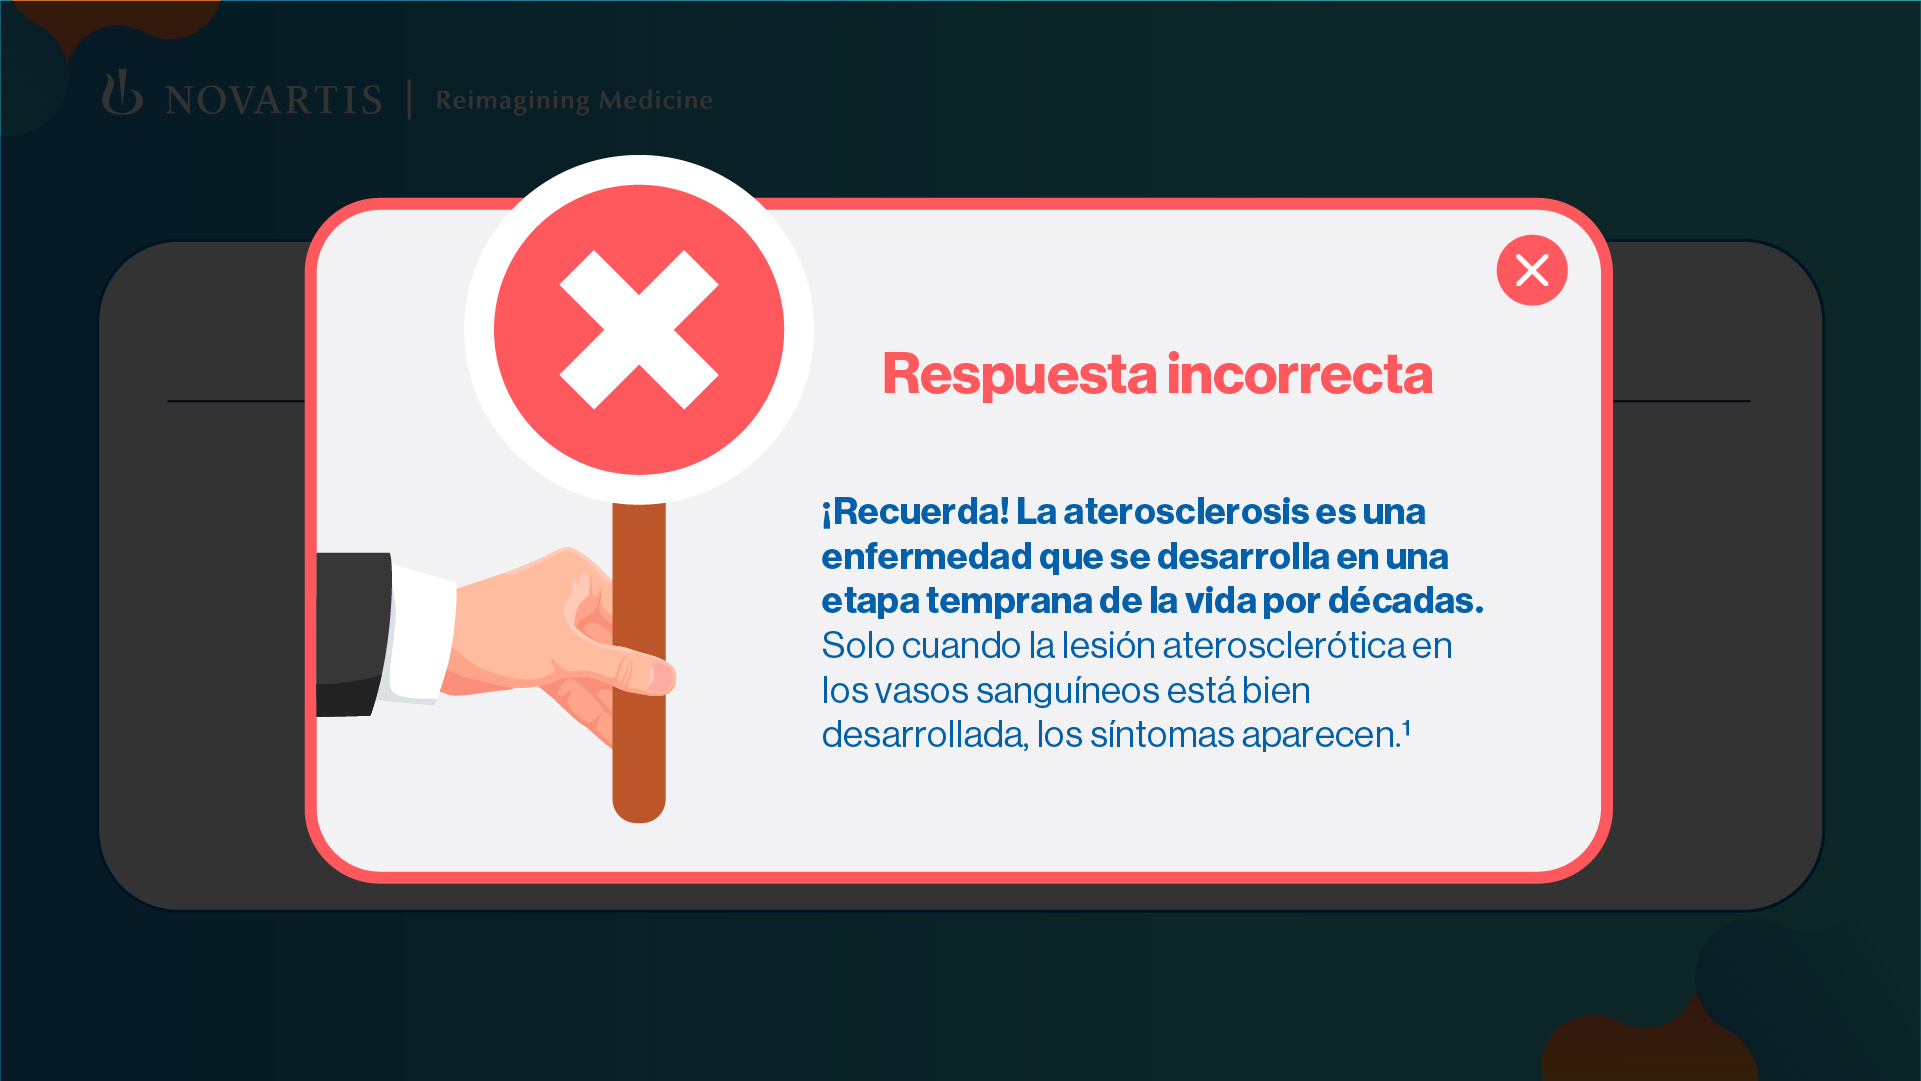 NOVARTIS | Reimagining Medicine
Respuesta incorrecta
¡Recuerda! La aterosclerosis es una
enfermedad que se desarrolla en una
etapa temprana de la vida por décadas.
Solo cuando la lesión aterosclerótica en
los vasos sanguíneos está bien
desarrollada, los síntomas aparecen.¹